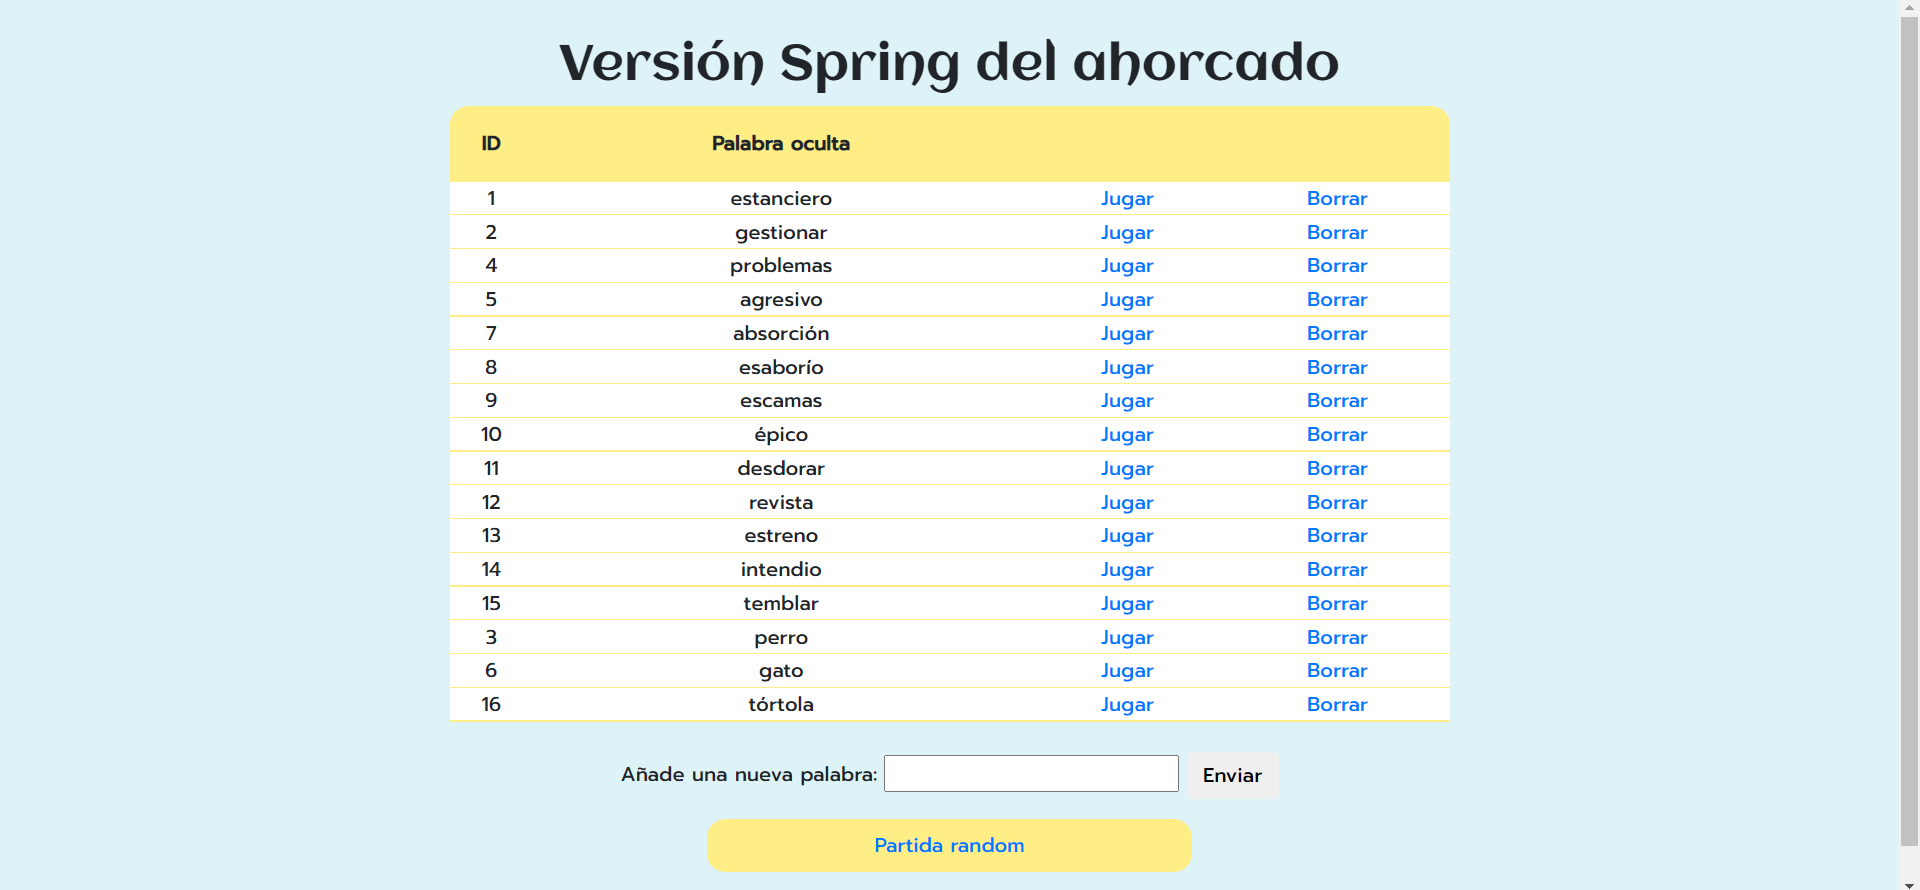 Versión Spring del ahorcado
ID Palabra oculta
1 estanciero Jugar Borrar
2 gestionar Jugar Borrar
4 problemas Jugar Borrar
5 agresivo Jugar Borrar
7 absorción Jugar Borrar
8 esaborío Jugar Borrar
9 escamas Jugar Borrar
10 épico Jugar Borrar
11 desdorar Jugar Borrar
12 revista Jugar Borrar
13 estreno Jugar Borrar
14 intendio Jugar Borrar
15 temblar Jugar Borrar
3 perro Jugar Borrar
6 gato Jugar Borrar
16 tórtola Jugar Borrar
Añade una nueva palabra: Enviar
Partida random